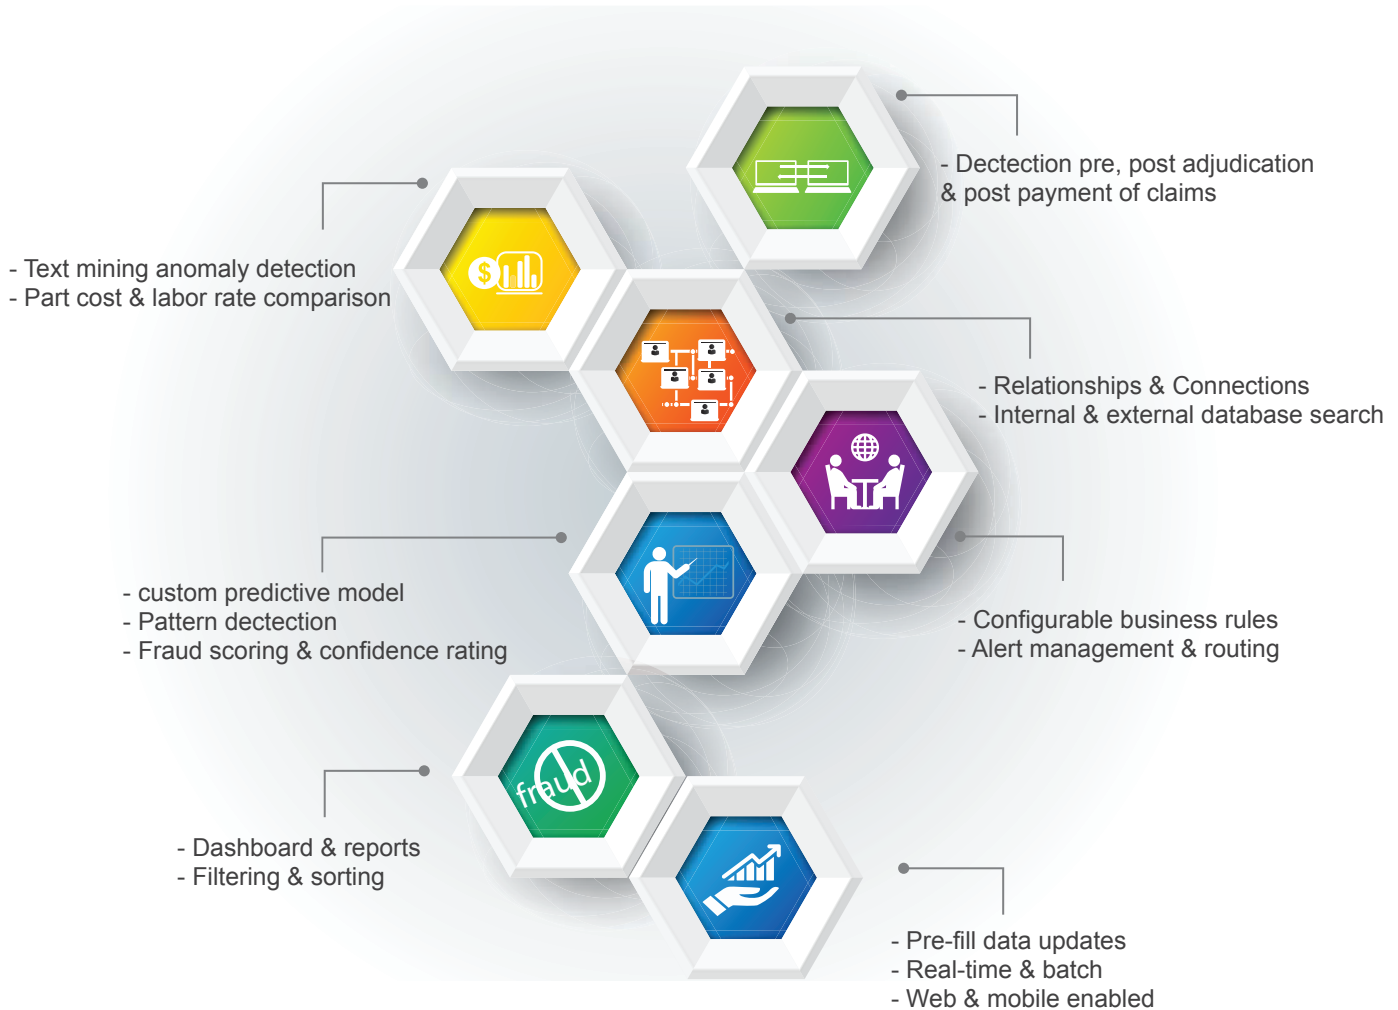 - Dectection pre, post adjudication
& post payment of claims
- Text mining anomaly detection
- Part cost & labor rate comparison
$
- Relationships & Connections
- Internal & external database search
- custom predictive model
- Pattern dectection
- Fraud scoring & confidence rating
- Configurable business rules
- Alert management & routing
fraud
- Dashboard & reports
- Filtering & sorting
- Pre-fill data updates
- Real-time & batch
- Web & mobile enabled